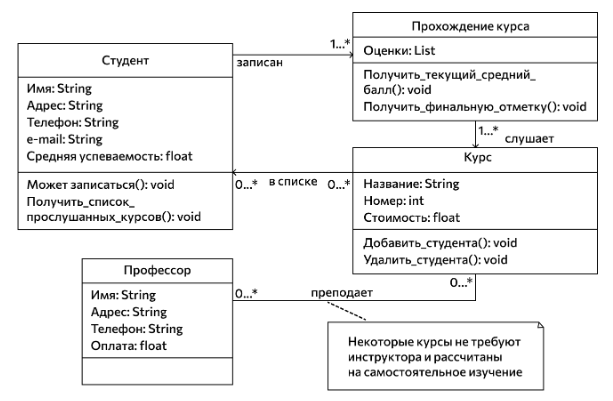 Студент
Имя: String
Адрес: String
Телефон: String
e-mail: String
Средняя успеваемость: float
Может записаться(): void
Получить_список_
прослушанных_курсов(): void
1...*
записан
Прохождение курса
Оценки: List
Получить_текущий_средний_
балл(): void
Получить_финальную_отметку(): void
1...*
слушает
0...*
в списке
0...*
Курс
Название: String
Номер: int
Стоимость: float
Добавить_студента(): void
Удалить_студента(): void
0...*
Профессор
Имя: String
Адрес: String
Телефон: String
Оплата: float
0...*
преподает
Некоторые курсы не требуют
инструктора и рассчитаны
на самостоятельное изучение